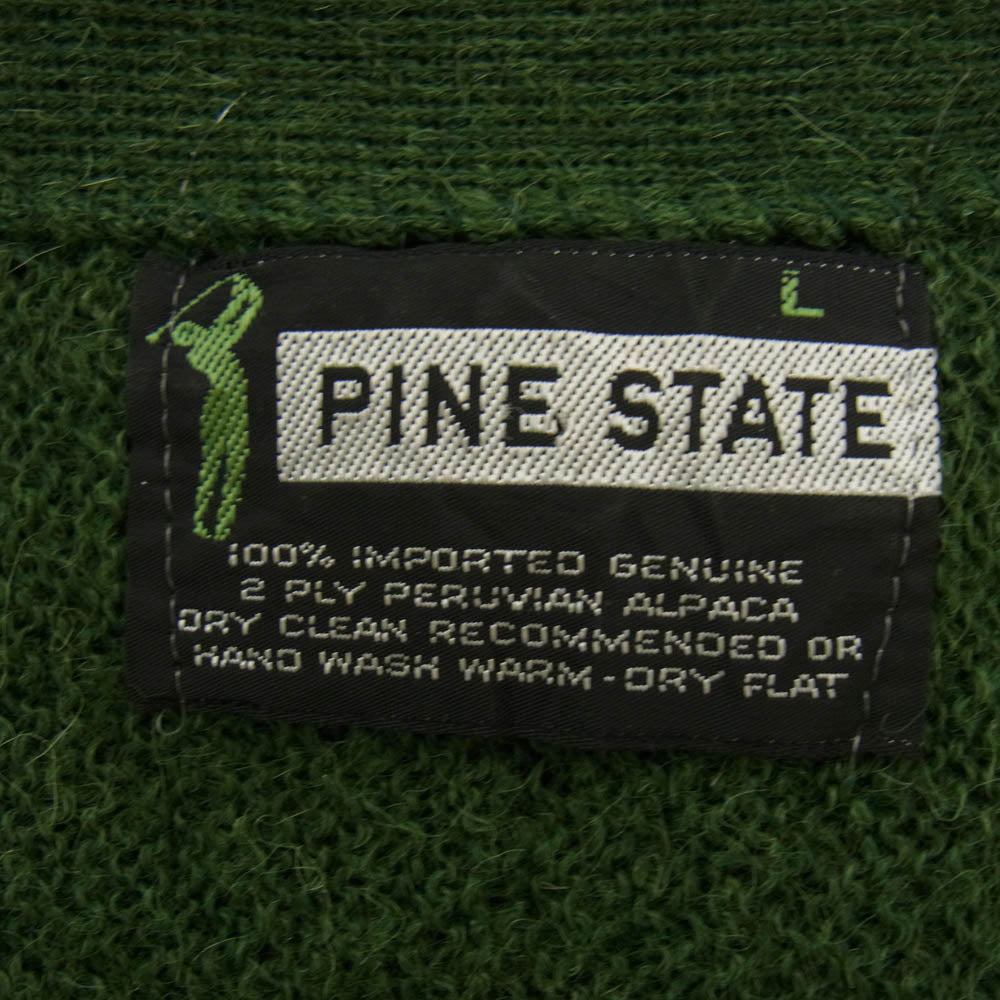 L
PINE STATE
100% IMPORTED GENUINE
2 PLY PERUVIAN ALPACA
DRY CLEAN RECOMMENDED OR
HAND WASH WARM - DRY FLAT